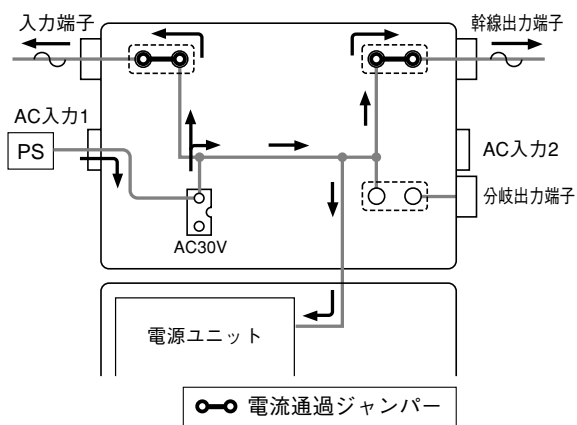 入力端子
幹線出力端子
AC入力1
PS
AC入力2
分岐出力端子
AC30V
電源ユニット
電流通過ジャンパー